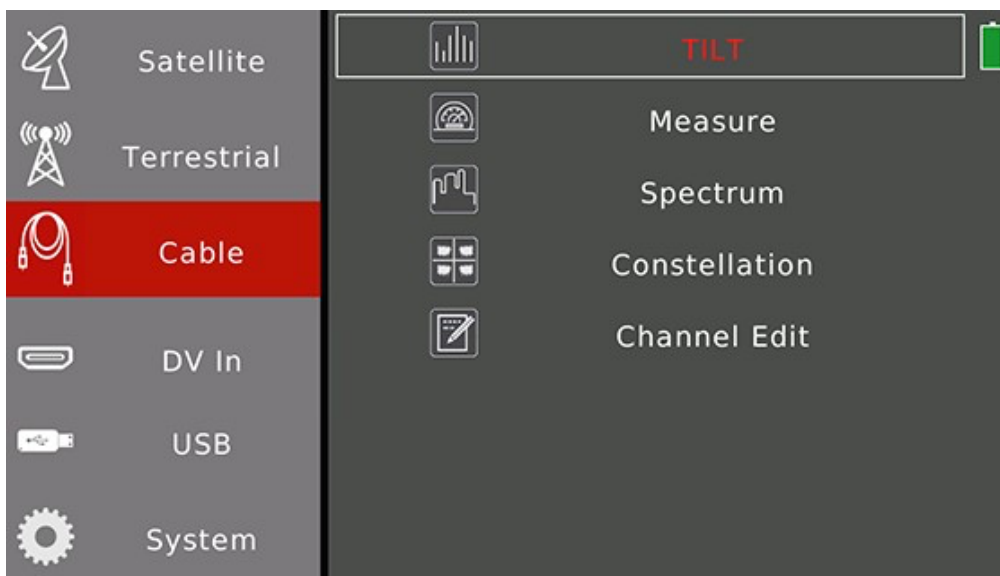 Satellite
Terrestrial
Cable
DV In
USB
System
TILT
Measure
Spectrum
Constellation
Channel Edit